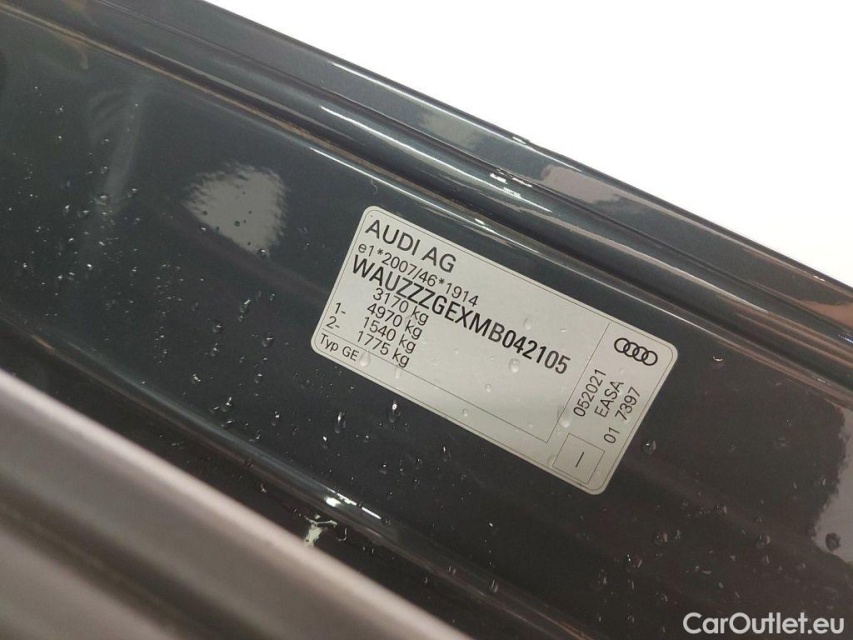 AUDI AG
e1*2007/46*1914
WAUZZZGEXMB042105
3170 kg
4970 kg
1- 1540 kg
2- 1775 kg
Typ GE
052021
EASA
01 7397
–
CarOutlet.eu